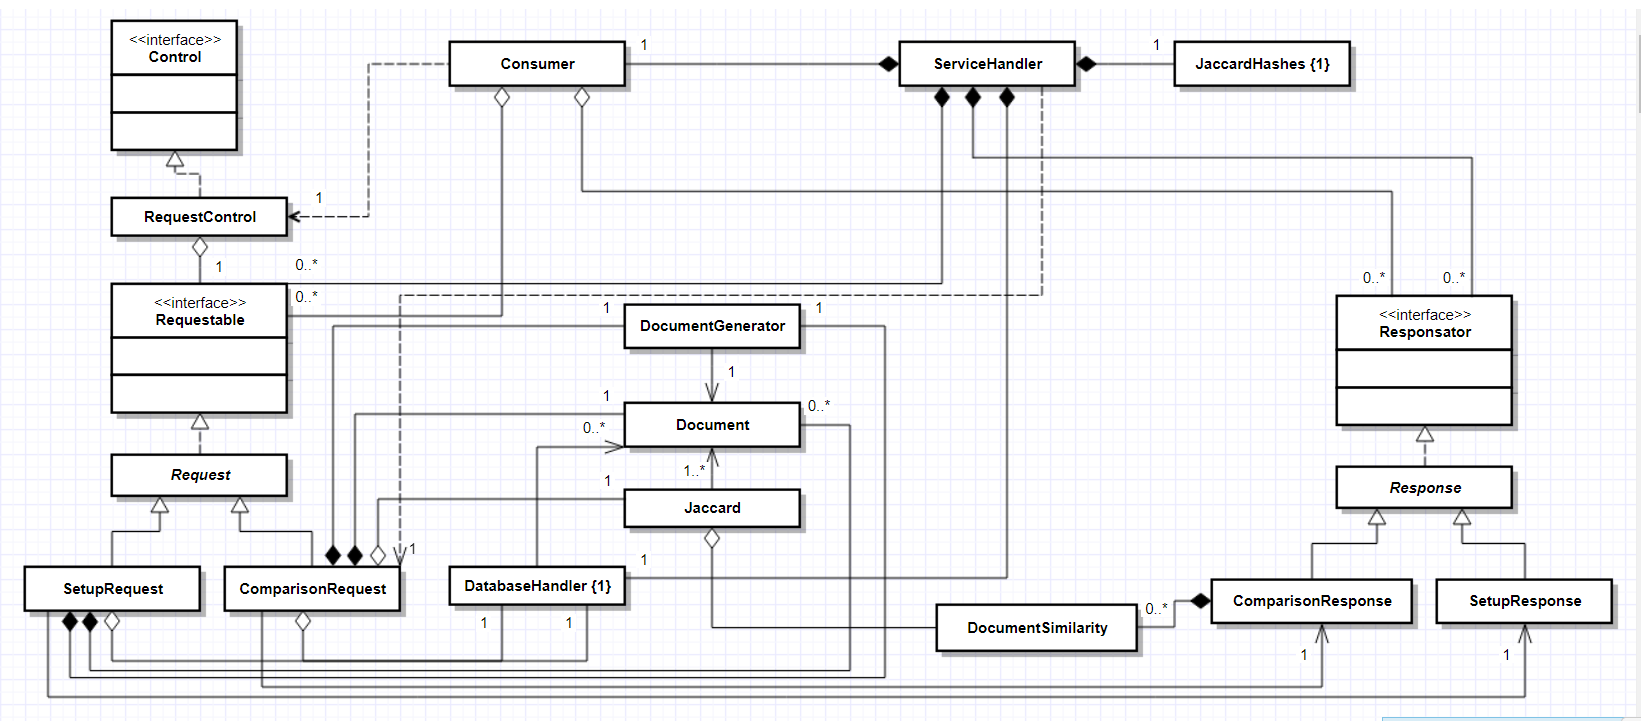 <<interface>>
Control
Consumer
1
ServiceHandler
1
JaccardHashes {1}
RequestControl
1
1
0..*
<<interface>>
Requestable
0..*
0..*
0..*
<<interface>>
Responsator
1
DocumentGenerator
1
1
1
Document
0..*
0..*
1..*
Request
1
Jaccard
Response
1
1
SetupRequest
ComparisonRequest
DatabaseHandler {1}
1
1
DocumentSimilarity
0..*
ComparisonResponse
SetupResponse
1
1